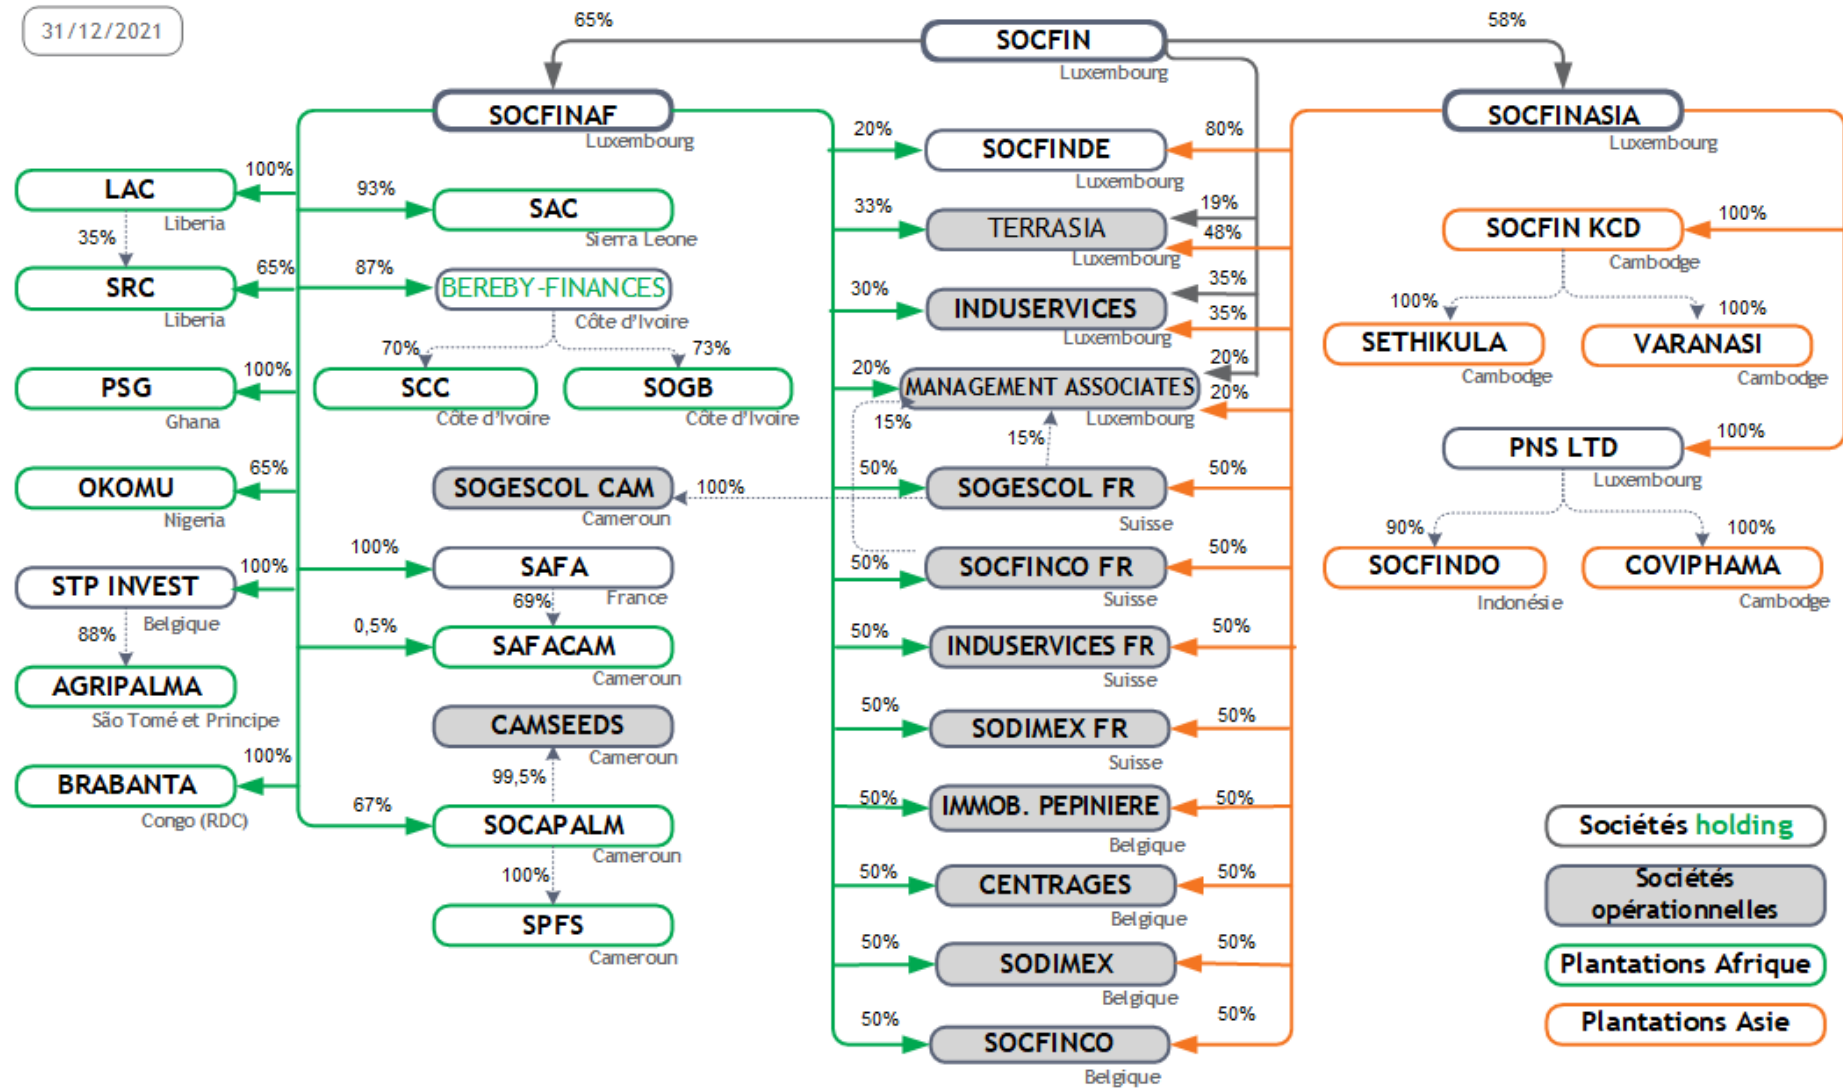 31/12/2021
65%
SOCFIN
Luxembourg
58%
SOCFINAF
Luxembourg
SOCFINASIA
Luxembourg
20%
SOCFINDE
Luxembourg
80%
100%
LAC
Liberia
93%
SAC
Sierra Leone
33%
TERRASIA
Luxembourg
19%
48%
SOCFIN KCD
Cambodge
100%
35%
65%
SRC
Liberia
87%
BEREBY-FINANCES
Côte d'Ivoire
30%
INDUSERVICES
Luxembourg
35%
35%
100%
SETHIKULA
Cambodge
100%
VARANASI
Cambodge
100%
PSG
Ghana
70%
SCC
Côte d'Ivoire
73%
SOGB
Côte d'Ivoire
20%
MANAGEMENT ASSOCIATES
Luxembourg
20%
20%
15%
15%
PNS LTD
Luxembourg
100%
65%
OKOMU
Nigeria
SOGESCOL CAM
Cameroun
100%
50%
SOGESCOL FR
Suisse
50%
90%
SOCFINDO
Indonésie
100%
COVIPHAMA
Cambodge
100%
STP INVEST
Belgique
100%
SAFA
France
69%
50%
SOCFINCO FR
Suisse
50%
88%
AGRIPALMA
São Tomé et Principe
0,5%
SAFACAM
Cameroun
50%
INDUSERVICES FR
Suisse
50%
CAMSEEDS
Cameroun
99,5%
50%
SODIMEX FR
Suisse
50%
100%
BRABANTA
Congo (RDC)
67%
SOCAPALM
Cameroun
100%
50%
IMMOB. PEPINIERE
Belgique
50%
SPFS
Cameroun
50%
CENTRAGES
Belgique
50%
50%
SODIMEX
Belgique
50%
50%
SOCFINCO
Belgique
50%
Sociétés holding
Sociétés
opérationnelles
Plantations Afrique
Plantations Asie